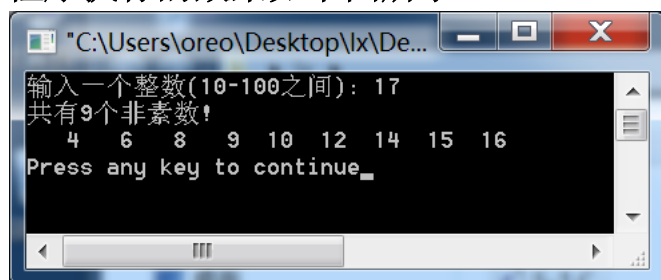 "C:\Users\oreo\Desktop\lx\De...
输入一个整数(10-100之间): 17
共有9个非素数!
4 6 8 9 10 12 14 15 16
Press any key to continue